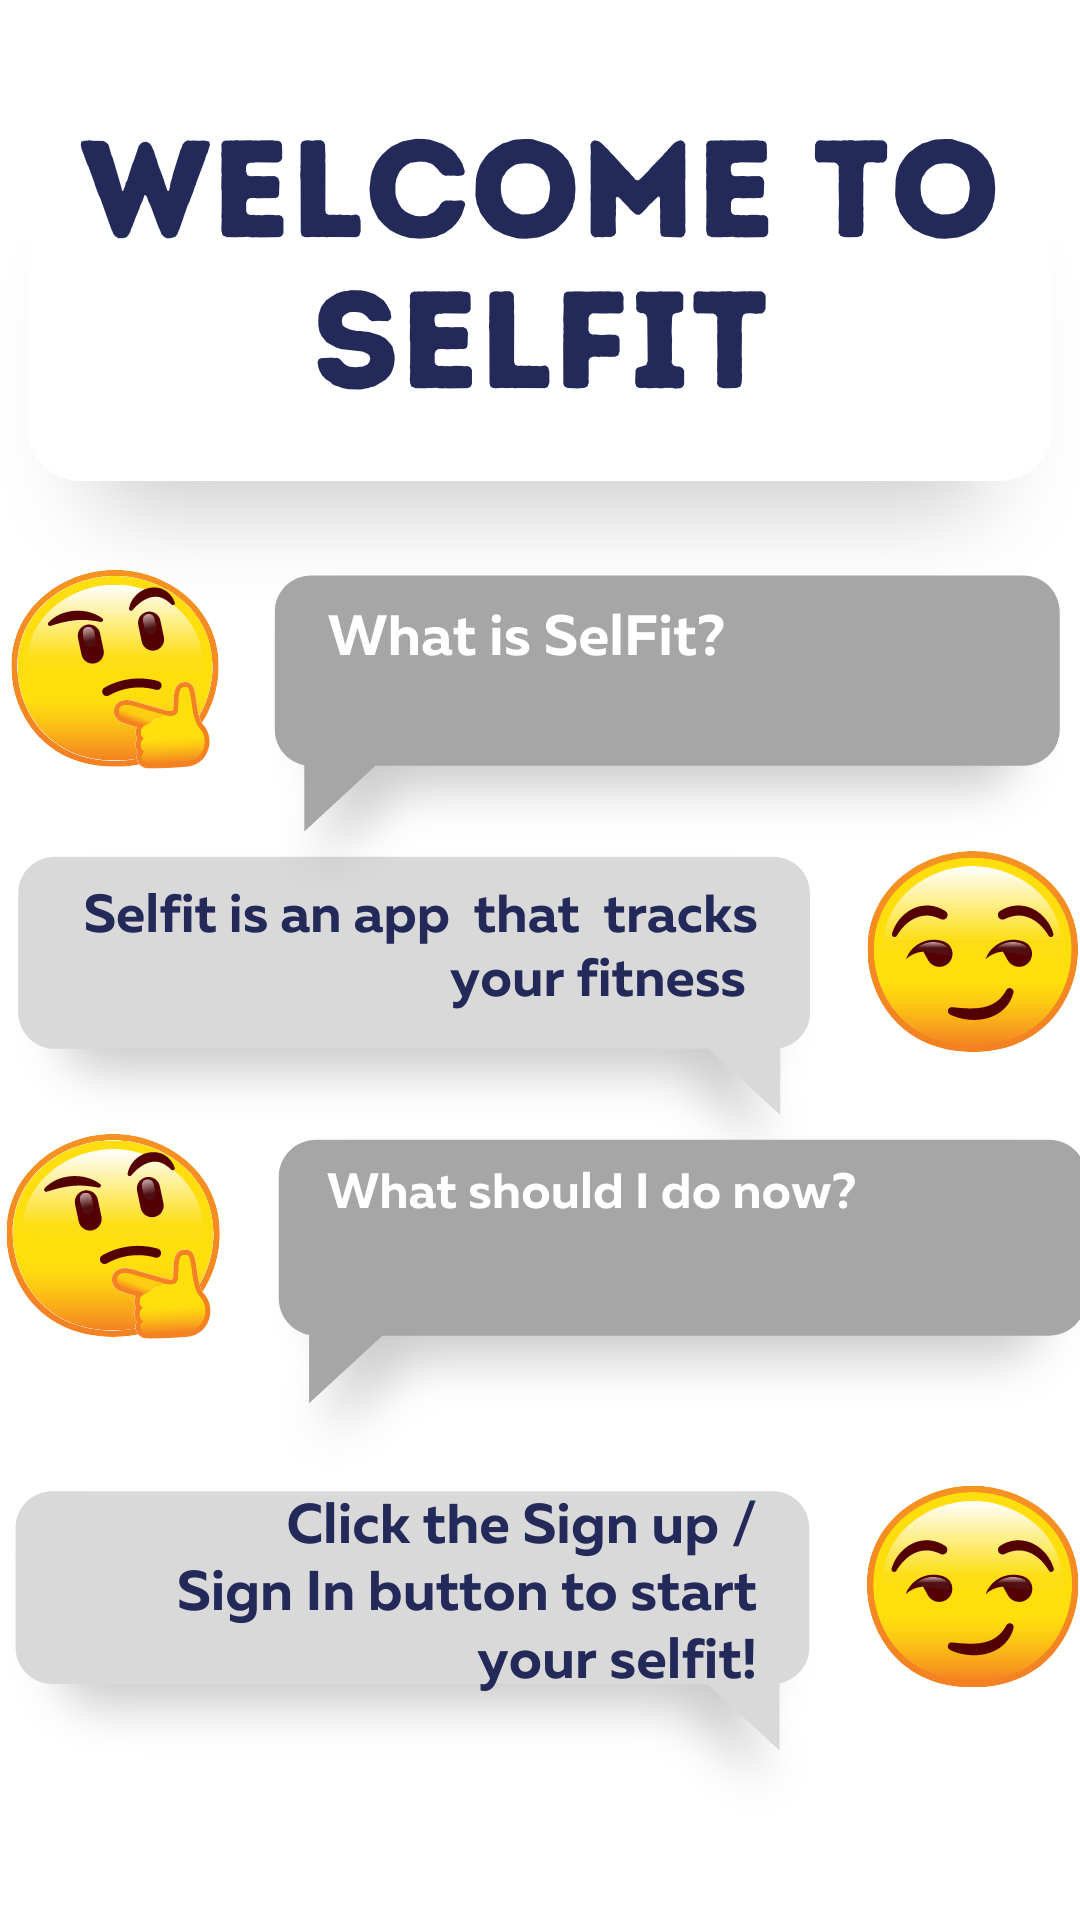 WELCOME TO
SELFIT
What is SelFit?
Selfit is an app that tracks
your fitness
What should I do now?
Click the Sign up /
Sign In button to start
your selfit!